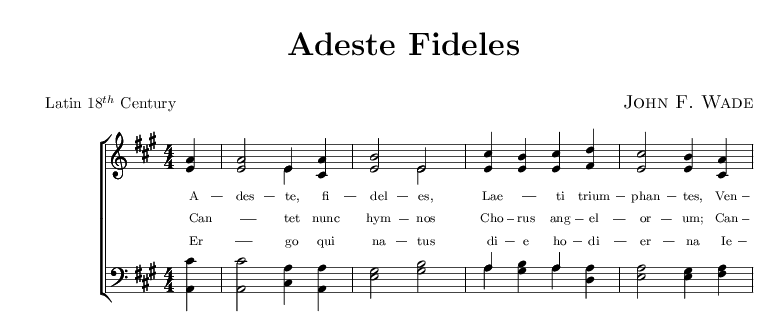 Adeste Fideles
Latin 18th Century
John F. Wade
A – des – te, fi – del – es, Lae – ti trium – phan – tes, Ven –
Can – tet nunc hym – nos Cho – rus ang – el – or – um; Can –
Er – go qui na – tus di – e ho – di – er – na Ie –